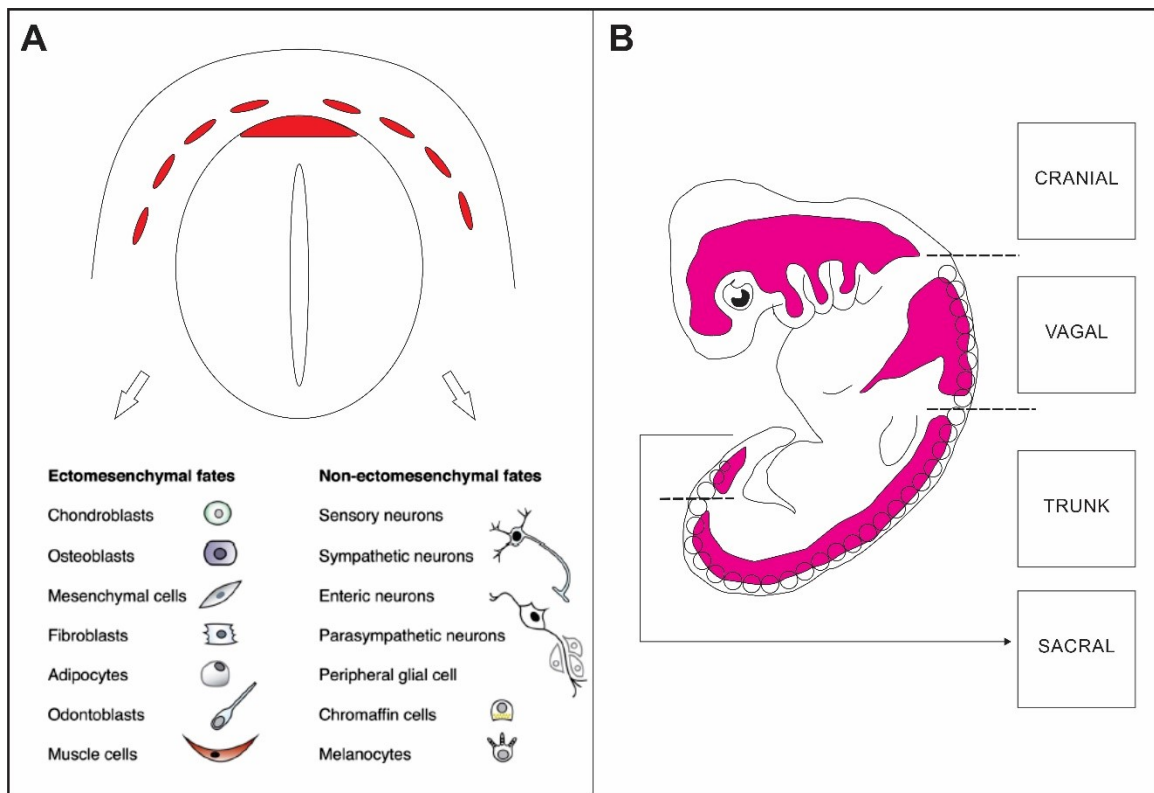 A
Ectomesenchymal fates
Chondroblasts
Osteoblasts
Mesenchymal cells
Fibroblasts
Adipocytes
Odontoblasts
Muscle cells
Non-ectomesenchymal fates
Sensory neurons
Sympathetic neurons
Enteric neurons
Parasympathetic neurons
Peripheral glial cell
Chromaffin cells
Melanocytes
B
CRANIAL
VAGAL
TRUNK
SACRAL